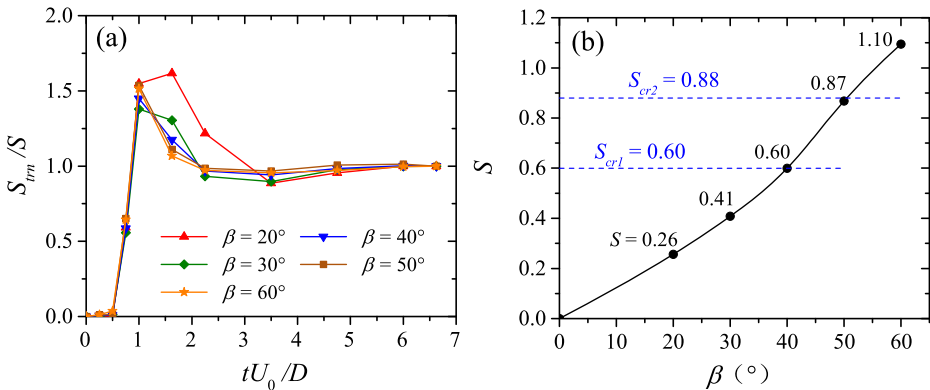 (a)
S_trn/S
2.0
1.5
1.0
0.5
0.0
β = 20°
β = 40°
β = 30°
β = 50°
β = 60°
0 1 2 3 4 5 6 7
tU_0/D
(b)
S
1.2
1.0
0.8
0.6
0.4
0.2
0.0
1.10
S_cr2 = 0.88
0.87
S_cr1 = 0.60
0.60
0.41
S = 0.26
0 10 20 30 40 50 60
β (°)